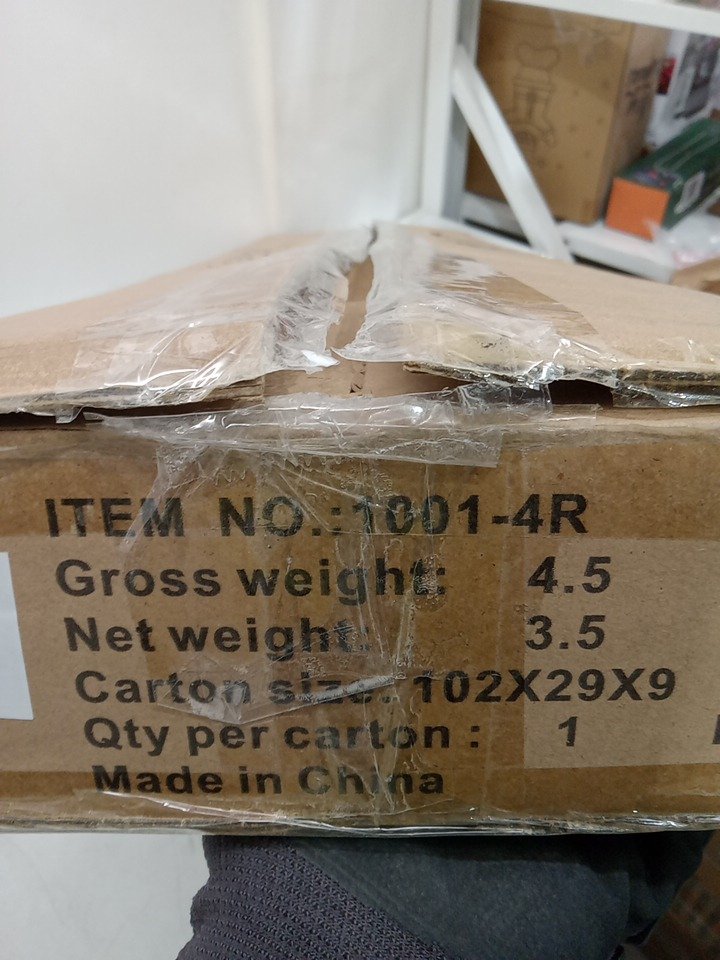 ITEM NO.:1001-4R
Gross weight: 4.5
Net weight: 3.5
Carton size: 102X29X9
Qty per carton : 1
Made in China